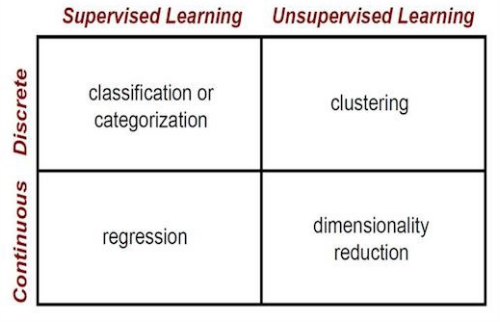 Supervised Learning Unsupervised Learning
Discrete
classification or
categorization
clustering
Continuous
regression
dimensionality
reduction